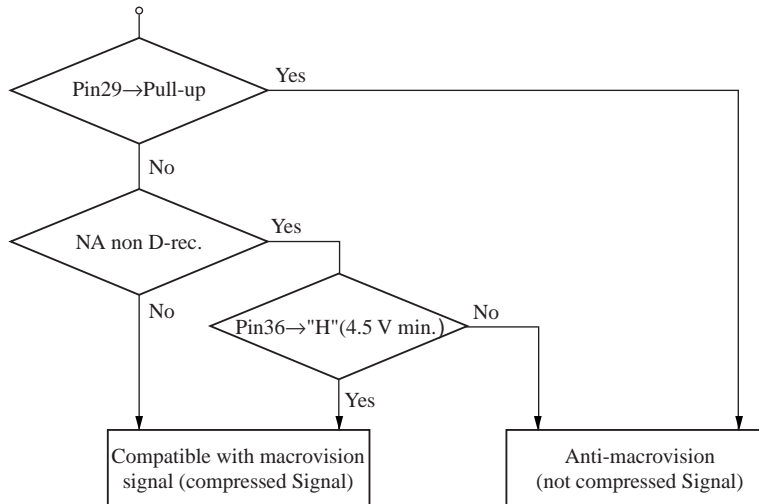 Pin29→Pull-up
Yes
No
NA non D-rec.
Yes
No
Pin36→"H"(4.5 V min.)
No
Yes
Compatible with macrovision
signal (compressed Signal)
Anti-macrovision
(not compressed Signal)